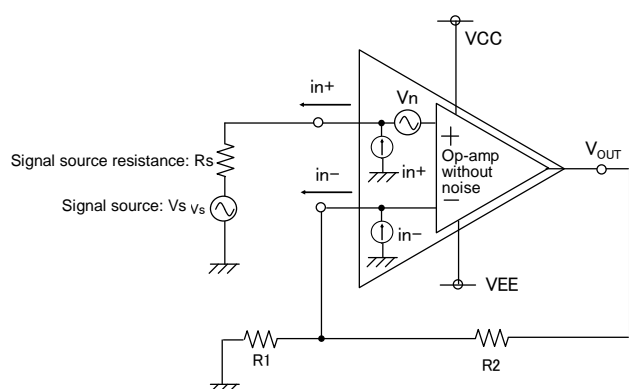 VCC
in+
Vn
+
Op-amp
without
noise
−
in+
VOUT
Signal source resistance: Rs
in−
Signal source: Vs Vs
in−
VEE
R1
R2